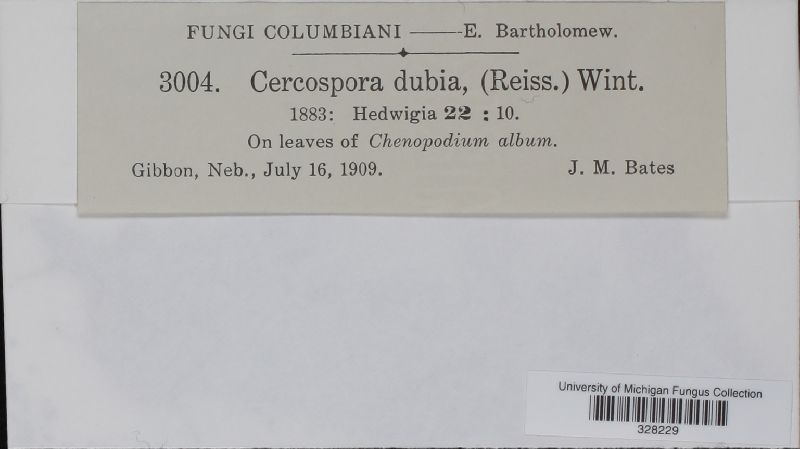 FUNGI COLUMBIANI —— E. Bartholomew.
3004. Cercospora dubia, (Reiss.) Wint.
1883: Hedwigia 22 : 10.
On leaves of Chenopodium album.
Gibbon, Neb., July 16, 1909. J. M. Bates
University of Michigan Fungus Collection
328229